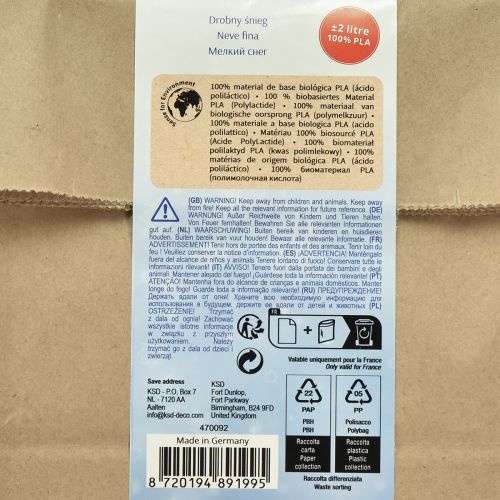 Drobny śnieg
Neve fina
Мелкий снег
±2 litre
100% PLA
Sense for Environment
100% material de base biológica PLA (ácido
poliláctico) • 100 % biobasiertes Material
PLA (Polylactide) • 100% materiaal van
biologische oorsprong PLA (polymelkzuur) •
100% materiale a base biologica PLA (acido
polilattico) • Matériau 100% biosourcé PLA
(Acide PolyLactide) • 100% biomateriał
polilaktyd PLA (kwas polimlekowy) • 100%
matérias de origem biológica PLA (ácido
poliláctico) • 100% биоматериал PLA
(полимолочная кислота)
(GB) WARNING! Keep away from children and animals. Keep away
from fire! Keep all the relevant information for future reference. (DE)
WARNUNG! Außer Reichweite von Kindern und Tieren halten.
Von Feuer fernhalten! Bewahren Sie alle relevanten Informationen
gut auf. (NL) WAARSCHUWING! Buiten bereik van kinderen en huisdieren
houden. Buiten bereik van vuur houden! Bewaar alle relevante informatie. (FR)
ADVERTISSEMENT! Tenir hors de portée des enfants et des animaux. Tenir loin du
feu ! Veuillez conserver la notice d'information. (ES) ¡ADVERTENCIA! Manténgalo
fuera del alcance de niños y animales Tenere lontano di fuoco! Conservare tutte le
informazioni rilevanti! (IT) AVVISO! Tenere fuori dalla portata dei bambini e degli
animali. Mantener alejado del fuego! ¡Guarde toda la información relevante! (PT)
ATENÇÃO! Fora do alcance de crianças e animais domésticos. Manter
longe do fogo! Guarde toda a informação relevante! (RU) ПРЕДУПРЕЖДЕНИЕ!
Держать вдали от огня! Хранить всю необходимую информацию для
использования в будущем. держите вне доступа от детей и животных (PL)
OSTRZEŻENIE! Trzymać
z dala od ognia! Zachować
wszystkie istotne informacje
w związku z przyszłym
użytkowaniem. Należy
trzymać go z dala od dzieci i
zwierząt.
FR
Valable uniquement pour la France
Only valid for France
Save address
KSD - P.O. Box 7
NL - 7120 AA
Aalten
info@ksd-deco.com
KSD
Fort Dunlop,
Fort Parkway
Birmingham, B24 9FD
United Kingdom
470092
Made in Germany
8 720194 891995
22
PAP
PBH
PBH
Raccolta
carta
Paper
collection
05
PP
Polisacco
Polybag
Raccolta
plastica
Plastic
collection
Raccolta differenziata
Waste sorting